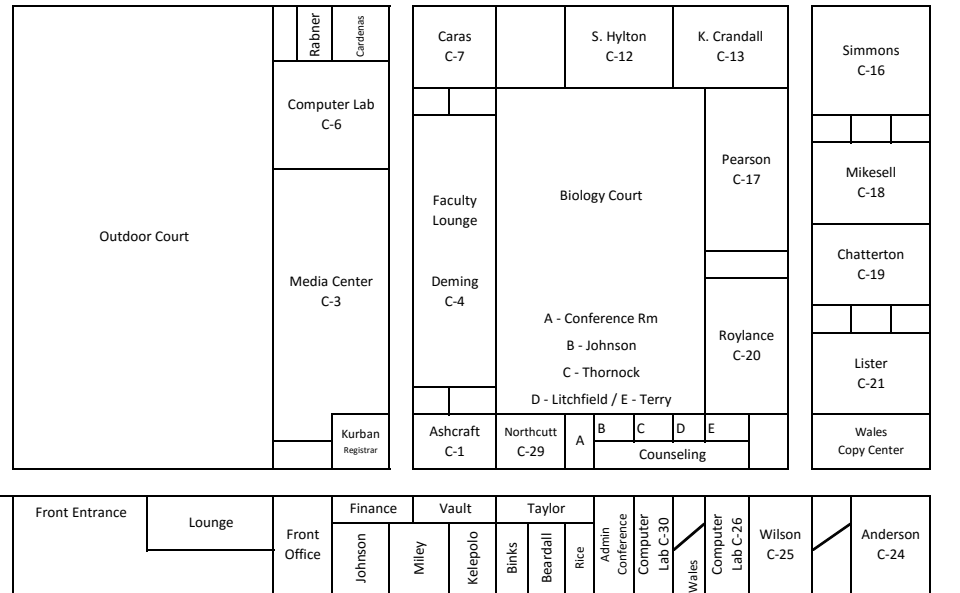 Rabner
Cardenas
Caras
C-7
S. Hylton
C-12
K. Crandall
C-13
Simmons
C-16
Computer Lab
C-6
Pearson
C-17
Mikesell
C-18
Faculty
Lounge
Biology Court
Outdoor Court
Chatterton
C-19
Media Center
C-3
Deming
C-4
A - Conference Rm
B - Johnson
C - Thornock
D - Litchfield / E - Terry
Roylance
C-20
Lister
C-21
Kurban
Registrar
Ashcraft
C-1
Northcutt
C-29
A
B
C
D
E
Counseling
Wales
Copy Center
Front Entrance
Lounge
Front
Office
Finance
Vault
Taylor
Johnson
Miley
Kelepolo
Binks
Beardall
Rice
Admin
Conference
Computer
Lab C-30
Wales
Computer
Lab C-26
Wilson
C-25
Anderson
C-24